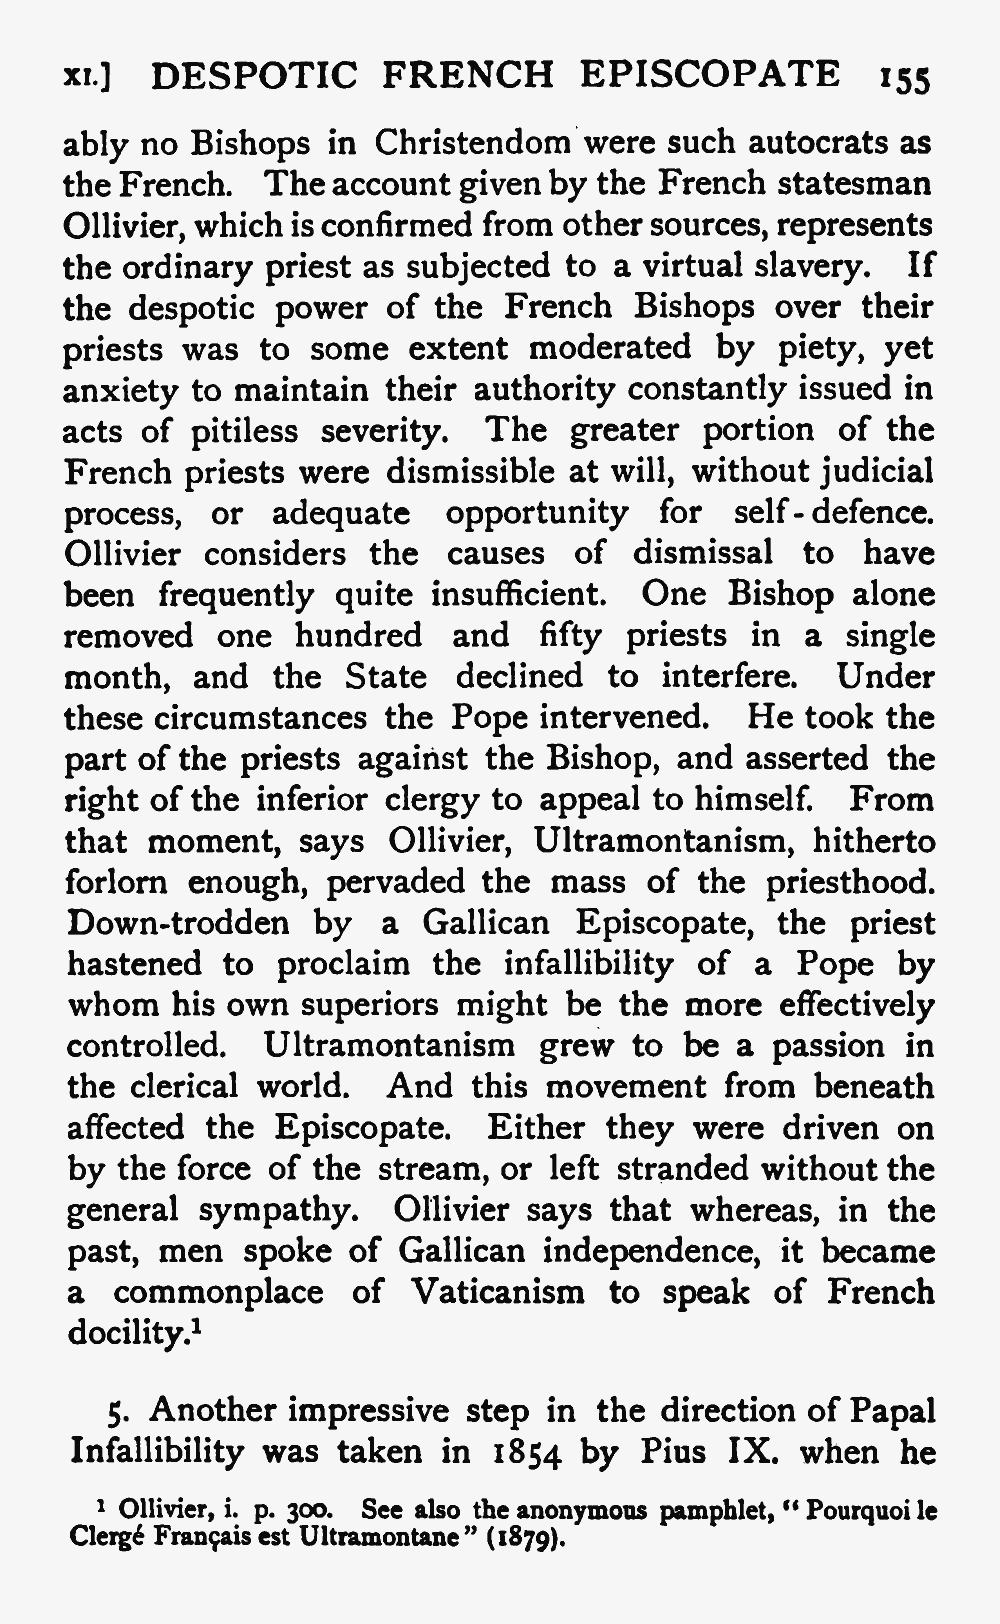 XI.] DESPOTIC FRENCH EPISCOPATE 155
ably no Bishops in Christendom were such autocrats as
the French. The account given by the French statesman
Ollivier, which is confirmed from other sources, represents
the ordinary priest as subjected to a virtual slavery. If
the despotic power of the French Bishops over their
priests was to some extent moderated by piety, yet
anxiety to maintain their authority constantly issued in
acts of pitiless severity. The greater portion of the
French priests were dismissible at will, without judicial
process, or adequate opportunity for self-defence.
Ollivier considers the causes of dismissal to have
been frequently quite insufficient. One Bishop alone
removed one hundred and fifty priests in a single
month, and the State declined to interfere. Under
these circumstances the Pope intervened. He took the
part of the priests against the Bishop, and asserted the
right of the inferior clergy to appeal to himself. From
that moment, says Ollivier, Ultramontanism, hitherto
forlorn enough, pervaded the mass of the priesthood.
Down-trodden by a Gallican Episcopate, the priest
hastened to proclaim the infallibility of a Pope by
whom his own superiors might be the more effectively
controlled. Ultramontanism grew to be a passion in
the clerical world. And this movement from beneath
affected the Episcopate. Either they were driven on
by the force of the stream, or left stranded without the
general sympathy. Ollivier says that whereas, in the
past, men spoke of Gallican independence, it became
a commonplace of Vaticanism to speak of French
docility.¹
5. Another impressive step in the direction of Papal
Infallibility was taken in 1854 by Pius IX. when he
¹ Ollivier, i. p. 300. See also the anonymous pamphlet, "Pourquoi le
Clergé Français est Ultramontane" (1879).